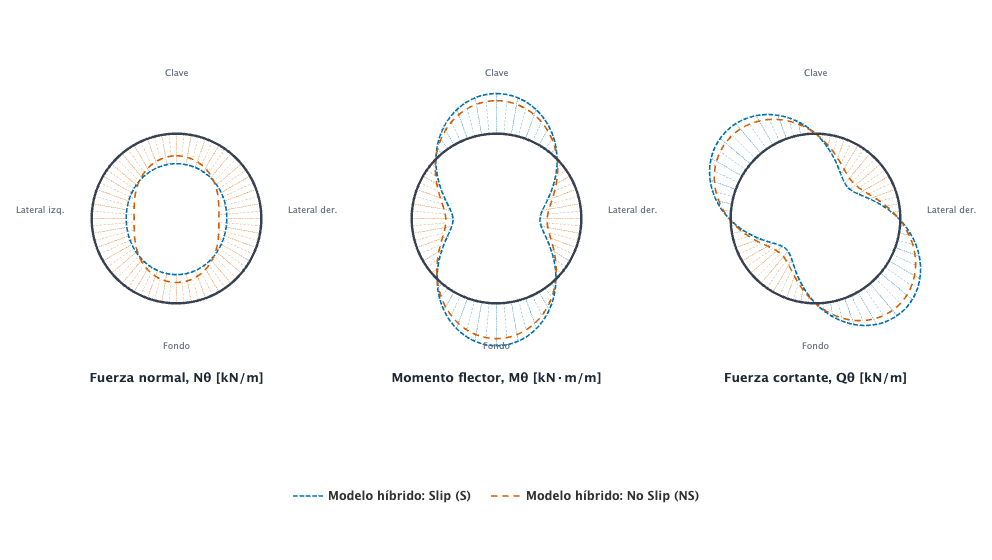 Clave
Clave
Clave
Lateral izq.
Lateral der.
Lateral der.
Lateral der.
Fondo
Fondo
Fondo
Fuerza normal, Nθ [kN/m]
Momento flector, Mθ [kN·m/m]
Fuerza cortante, Qθ [kN/m]
Modelo híbrido: Slip (S)
Modelo híbrido: No Slip (NS)